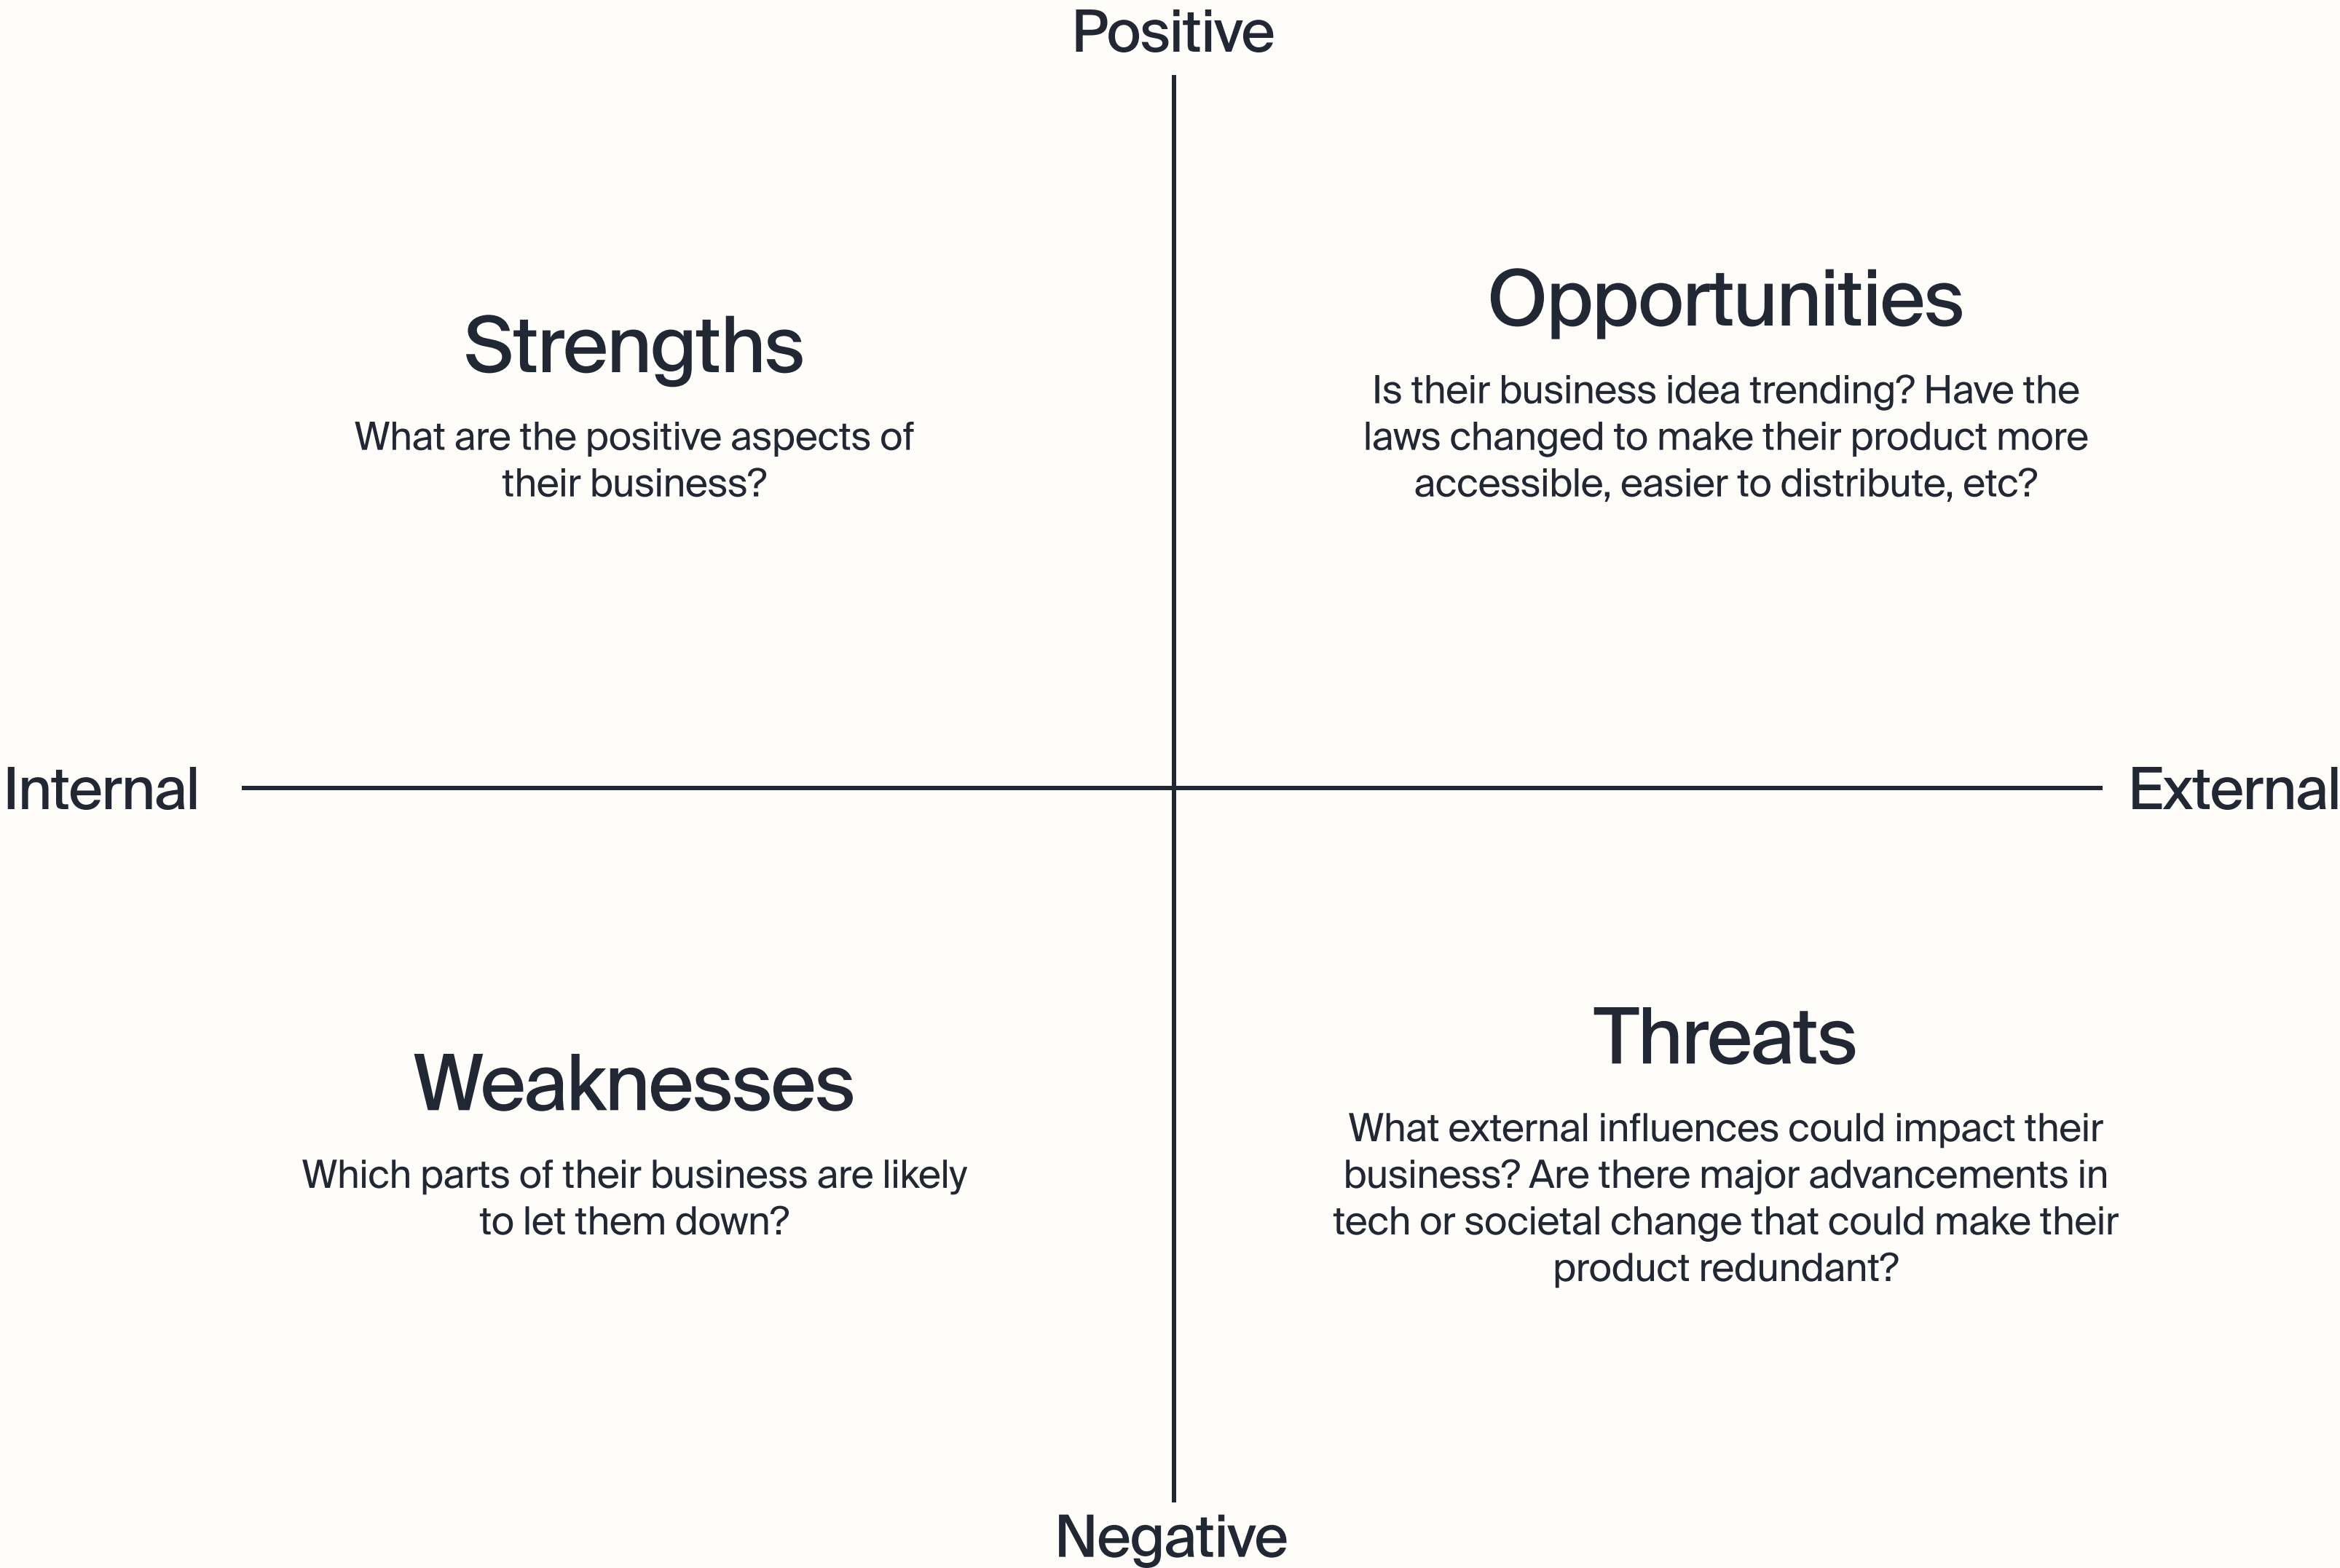 Positive
Strengths
What are the positive aspects of
their business?
Opportunities
Is their business idea trending? Have the
laws changed to make their product more
accessible, easier to distribute, etc?
Internal
External
Weaknesses
Which parts of their business are likely
to let them down?
Threats
What external influences could impact their
business? Are there major advancements in
tech or societal change that could make their
product redundant?
Negative